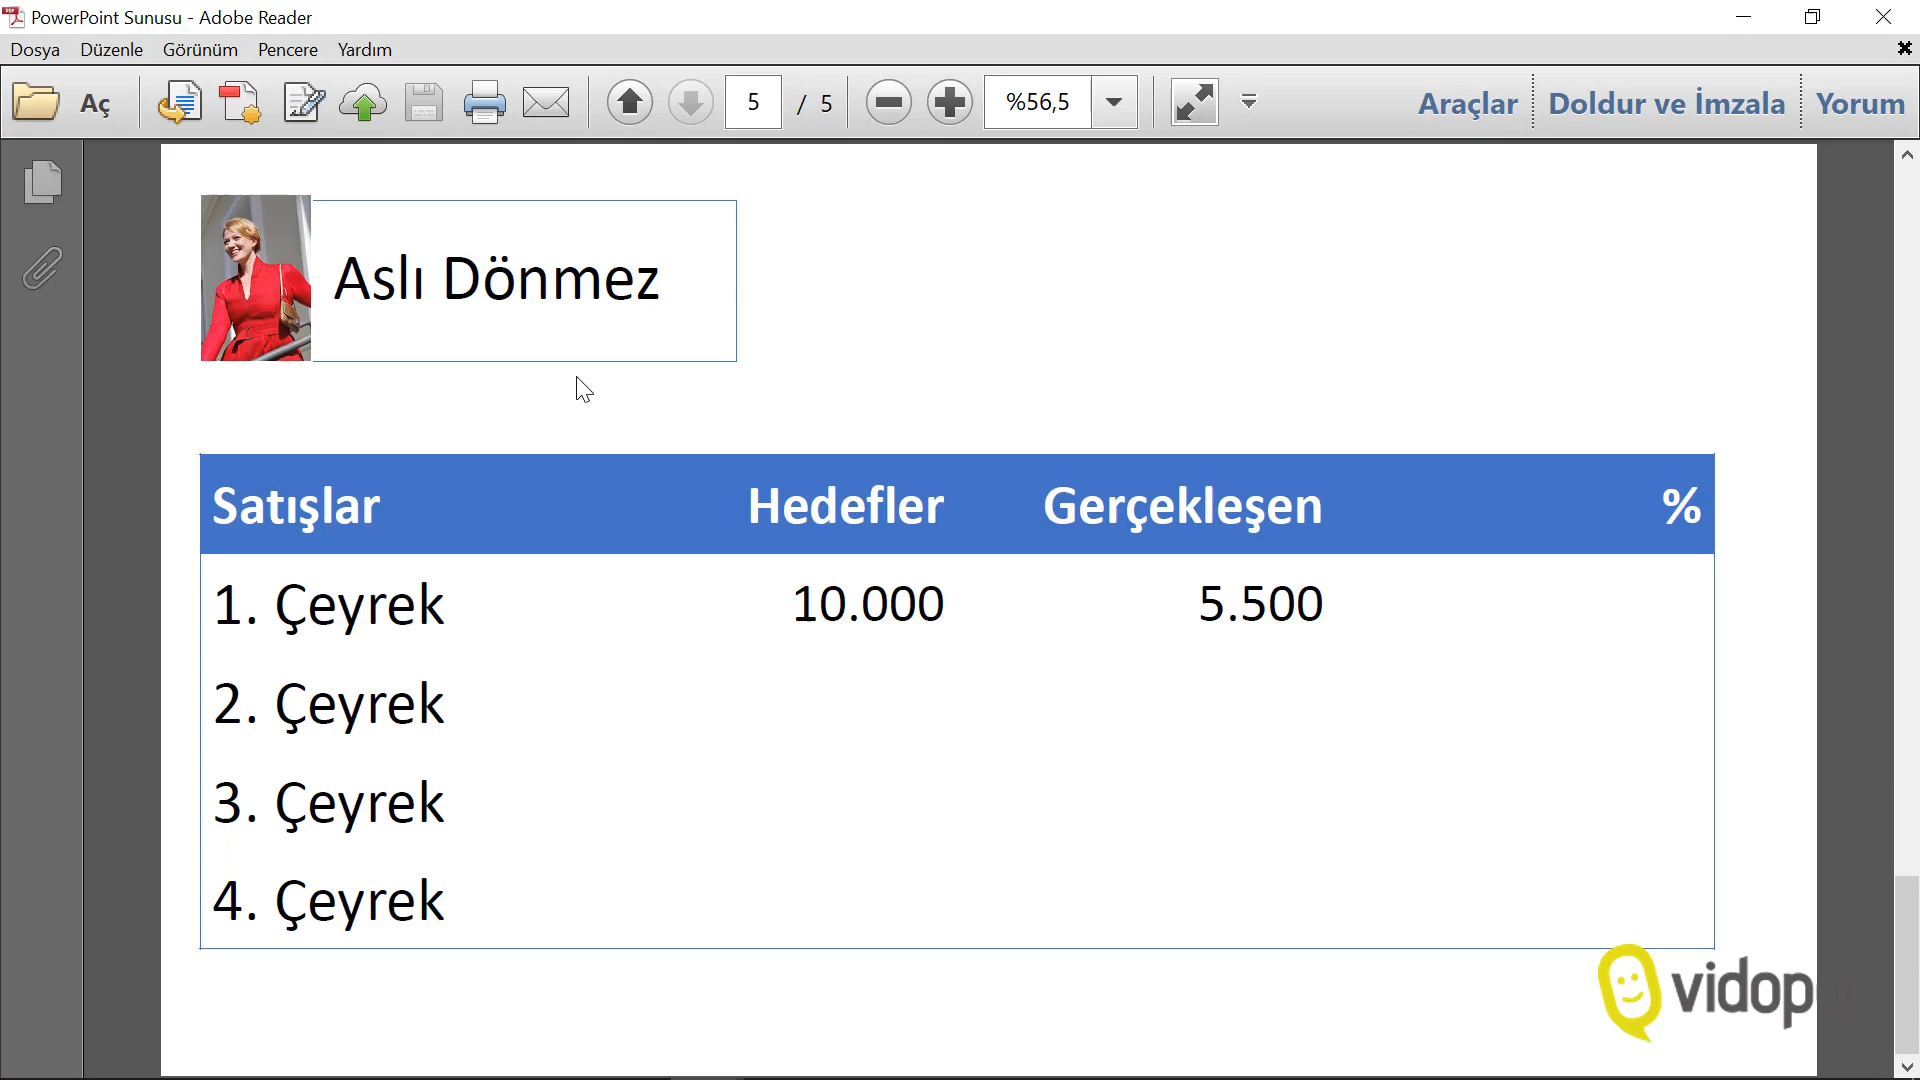 PowerPoint Sunusu - Adobe Reader
Dosya Düzenle Görünüm Pencere Yardım
Aç 5 / 5 %56,5 Araçlar Doldur ve İmzala Yorum
Aslı Dönmez
Satışlar Hedefler Gerçekleşen %
1. Çeyrek 10.000 5.500
2. Çeyrek
3. Çeyrek
4. Çeyrek
vidop